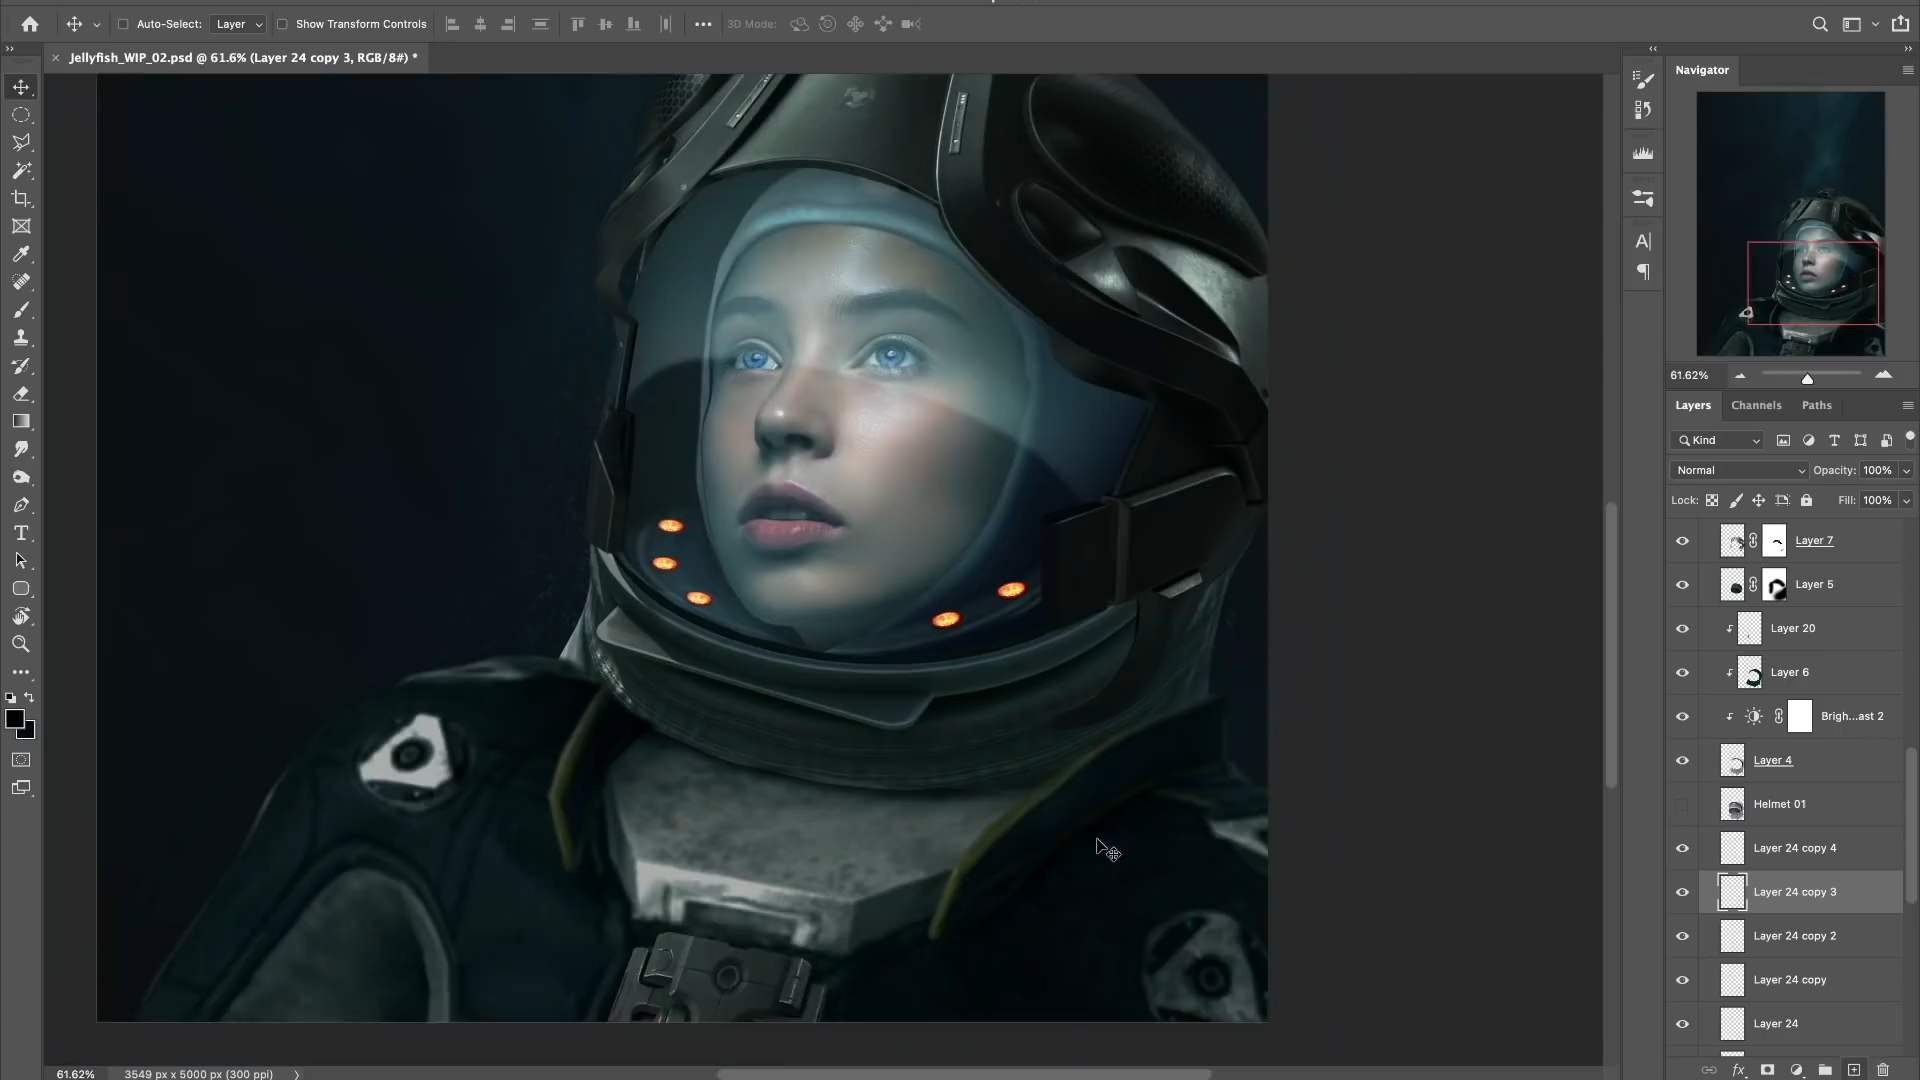 Auto-Select: Layer Show Transform Controls 3D Mode:
× Jellyfish_WIP_02.psd @ 61.6% (Layer 24 copy 3, RGB/8#) *
Navigator
61.62%
Layers Channels Paths
Kind
Normal Opacity: 100%
Lock: Fill: 100%
Layer 7
Layer 5
Layer 20
Layer 6
Brigh...ast 2
Layer 4
Helmet 01
Layer 24 copy 4
Layer 24 copy 3
Layer 24 copy 2
Layer 24 copy
Layer 24
61.62% 3549 px x 5000 px (300 ppi)